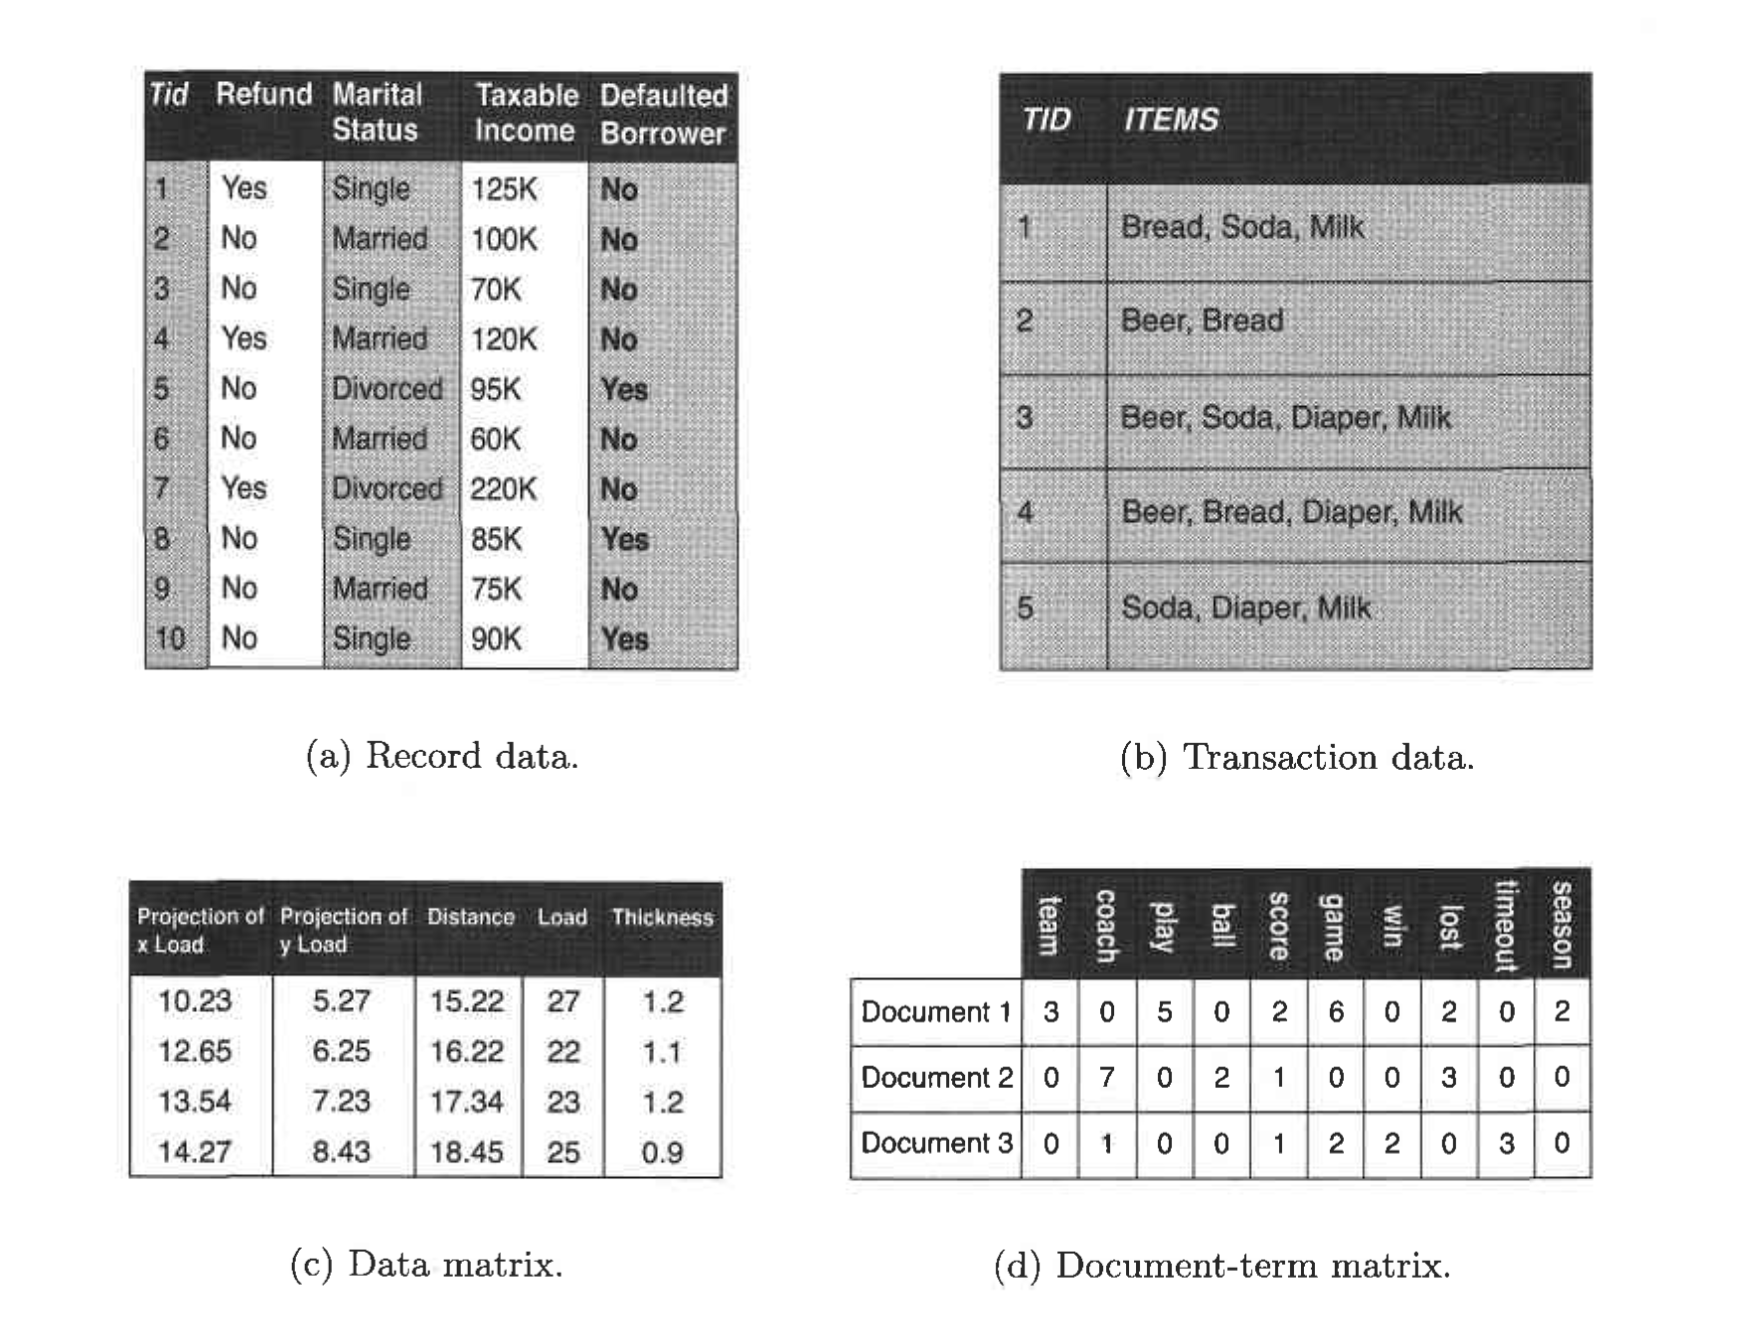 Tid Refund Marital Status Taxable Income Defaulted Borrower
1 Yes Single 125K No
2 No Married 100K No
3 No Single 70K No
4 Yes Married 120K No
5 No Divorced 95K Yes
6 No Married 60K No
7 Yes Divorced 220K No
8 No Single 85K Yes
9 No Married 75K No
10 No Single 90K Yes
(a) Record data.
TID ITEMS
1 Bread, Soda, Milk
2 Beer, Bread
3 Beer, Soda, Diaper, Milk
4 Beer, Bread, Diaper, Milk
5 Soda, Diaper, Milk
(b) Transaction data.
Projection of x Load Projection of y Load Distance Load Thickness
10.23 5.27 15.22 27 1.2
12.65 6.25 16.22 22 1.1
13.54 7.23 17.34 23 1.2
14.27 8.43 18.45 25 0.9
(c) Data matrix.
team coach play ball score game win lost timeout season
Document 1 3 0 5 0 2 6 0 2 0 2
Document 2 0 7 0 2 1 0 0 3 0 0
Document 3 0 1 0 0 1 2 2 0 3 0
(d) Document-term matrix.